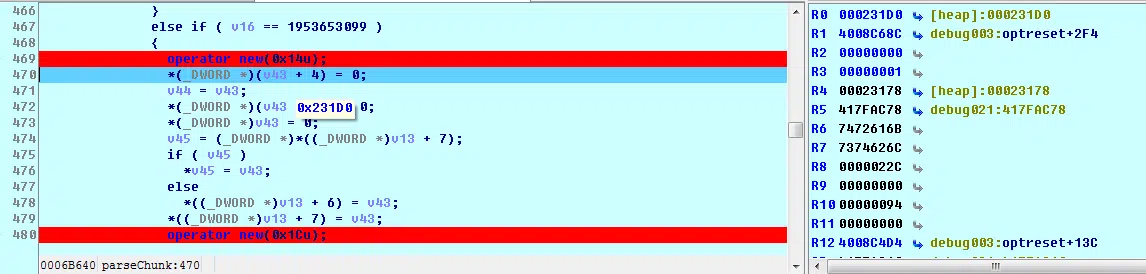 466 }
467 else if ( v16 == 1953653099 )
468 {
469 operator new(0x14u);
470 *(_DWORD *)(v43 + 4) = 0;
471 v44 = v43;
472 *(_DWORD *)(v43 0x231D0 0;
473 *(_DWORD *)v43 = 0;
474 v45 = (_DWORD *)*((_DWORD *)v13 + 7);
475 if ( v45 )
476 *v45 = v43;
477 else
478 *((_DWORD *)v13 + 6) = v43;
479 *((_DWORD *)v13 + 7) = v43;
480 operator new(0x1Cu);
0006B640 parseChunk:470
R0 000231D0 [heap]:000231D0
R1 4008C68C debug003:optreset+2F4
R2 00000000
R3 00000001
R4 00023178 [heap]:00023178
R5 417FAC78 debug021:417FAC78
R6 7472616B
R7 7374626C
R8 0000022C
R9 00000000
R10 00000094
R11 00000000
R12 4008C4D4 debug003:optreset+13C